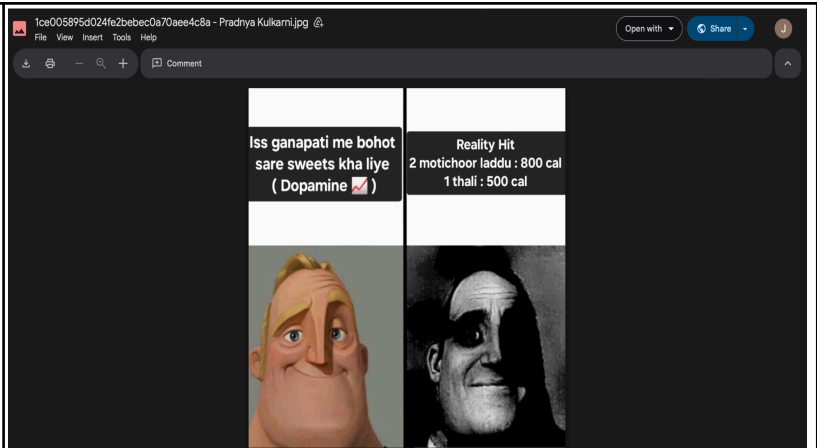 1ce005895d024fe2bebec0a70aee4c8a - Pradnya Kulkarni.jpg
File View Insert Tools Help
Open with
Share
J
Comment
Iss ganapati me bohot
sare sweets kha liye
( Dopamine 📈 )
Reality Hit
2 motichoor laddu : 800 cal
1 thali : 500 cal